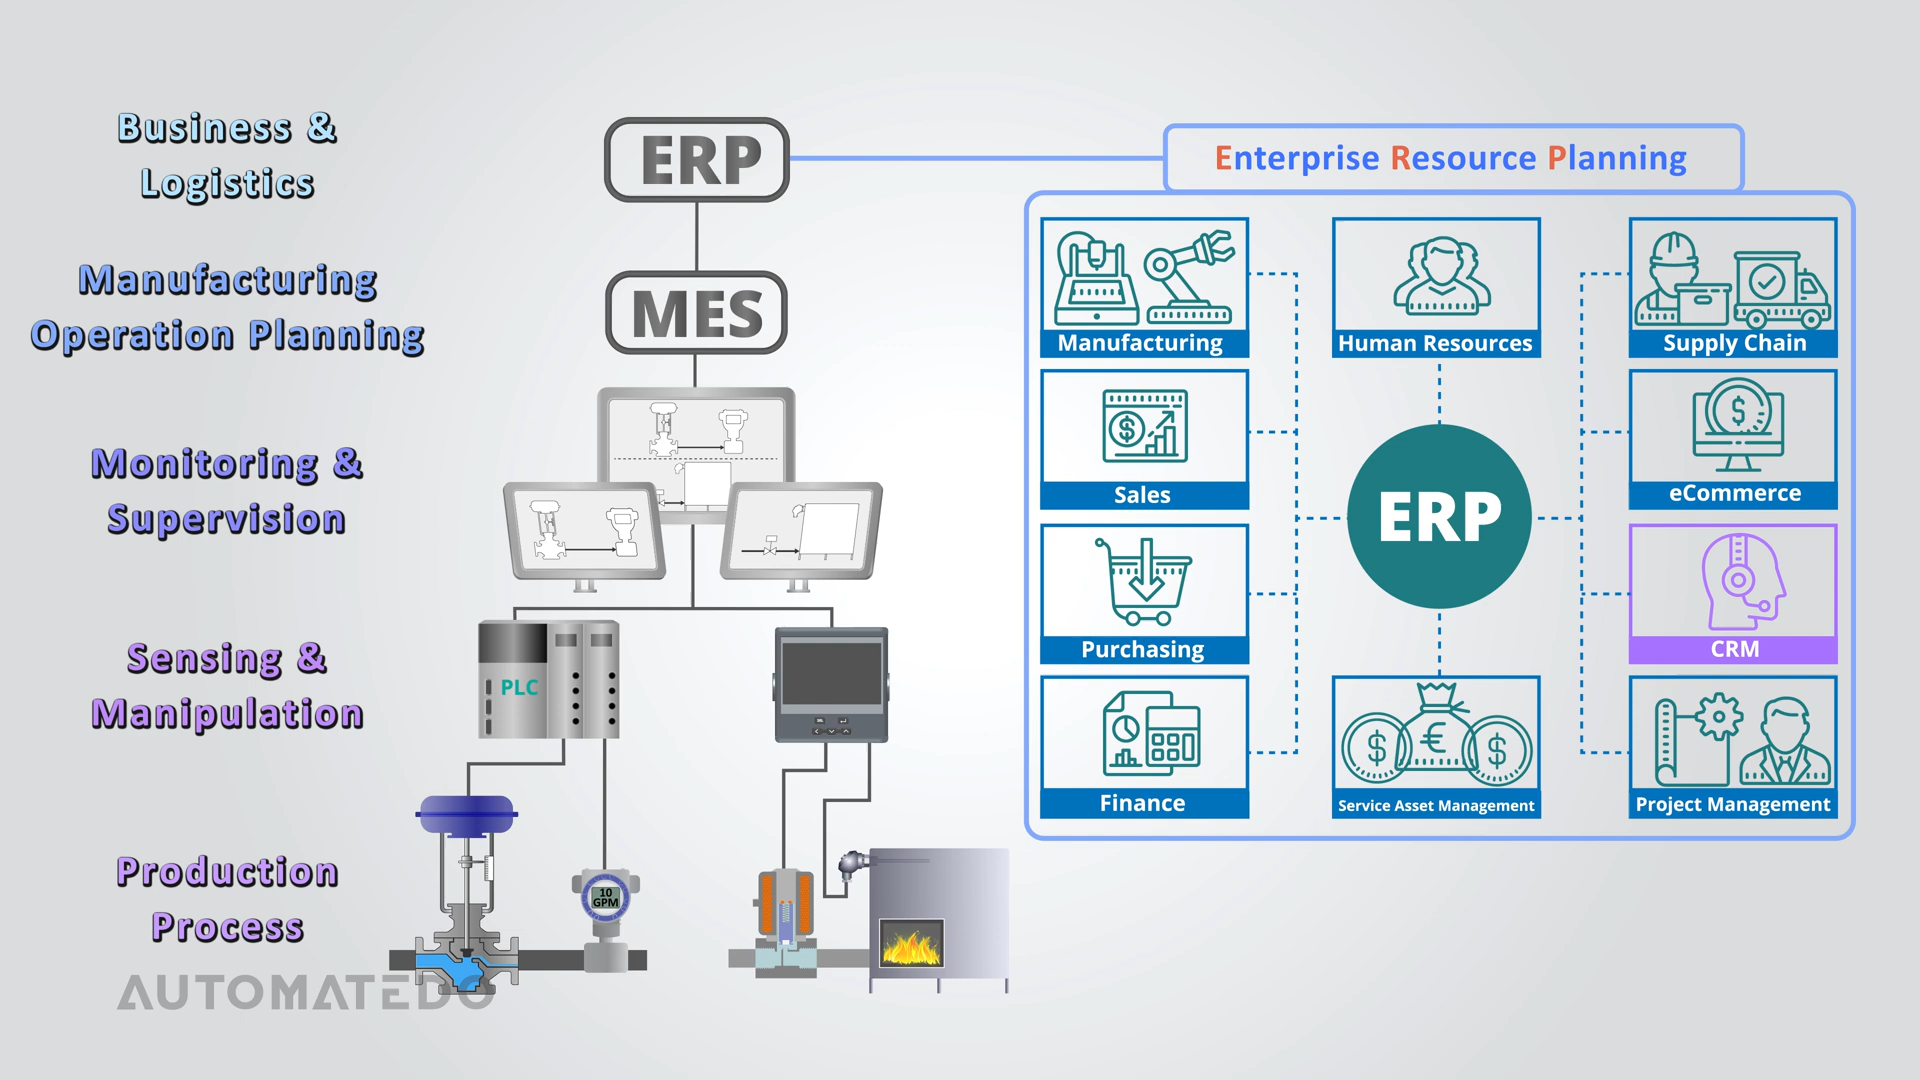 Business &
Logistics
Manufacturing
Operation Planning
Monitoring &
Supervision
Sensing &
Manipulation
Production
Process
ERP
MES
PLC
10
GPM
Enterprise Resource Planning
Manufacturing
Human Resources
Supply Chain
Sales
eCommerce
ERP
Purchasing
CRM
Finance
Service Asset Management
Project Management
AUTOMATEDO